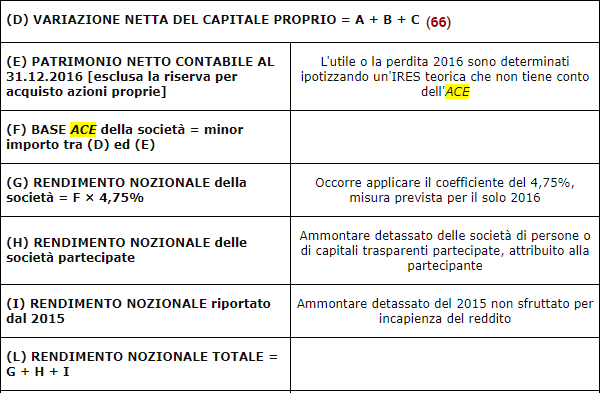 (D) VARIAZIONE NETTA DEL CAPITALE PROPRIO = A + B + C (66)
(E) PATRIMONIO NETTO CONTABILE AL
31.12.2016 [esclusa la riserva per
acquisto azioni proprie]
L'utile o la perdita 2016 sono determinati
ipotizzando un'IRES teorica che non tiene conto
dell'ACE
(F) BASE ACE della società = minor
importo tra (D) ed (E)
(G) RENDIMENTO NOZIONALE della
società = F × 4,75%
Occorre applicare il coefficiente del 4,75%,
misura prevista per il solo 2016
(H) RENDIMENTO NOZIONALE delle
società partecipate
Ammontare detassato delle società di persone o
di capitali trasparenti partecipate, attribuito alla
partecipante
(I) RENDIMENTO NOZIONALE riportato
dal 2015
Ammontare detassato del 2015 non sfruttato per
incapienza del reddito
(L) RENDIMENTO NOZIONALE TOTALE =
G + H + I